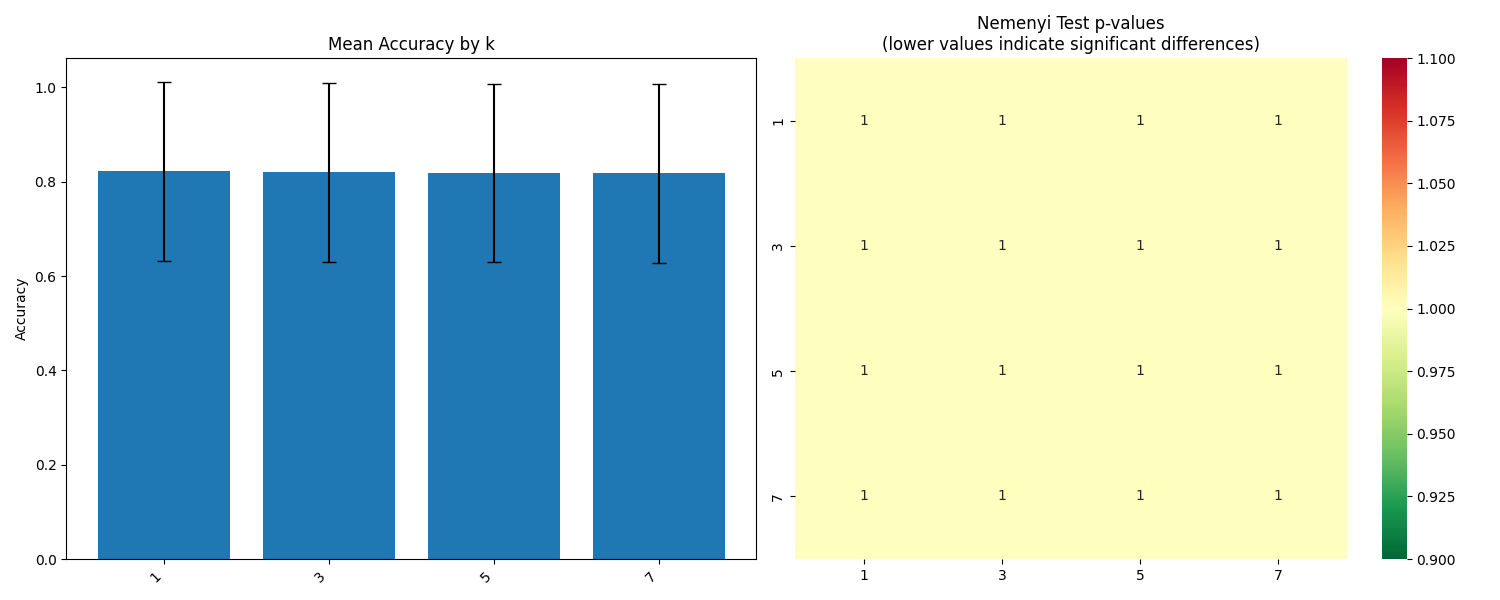 Mean Accuracy by k
Accuracy
1.0
0.8
0.6
0.4
0.2
0.0
1 3 5 7
Nemenyi Test p-values
(lower values indicate significant differences)
1 1 1 1 1
3 1 1 1 1
5 1 1 1 1
7 1 1 1 1
1 3 5 7
1.100
1.075
1.050
1.025
1.000
0.975
0.950
0.925
0.900